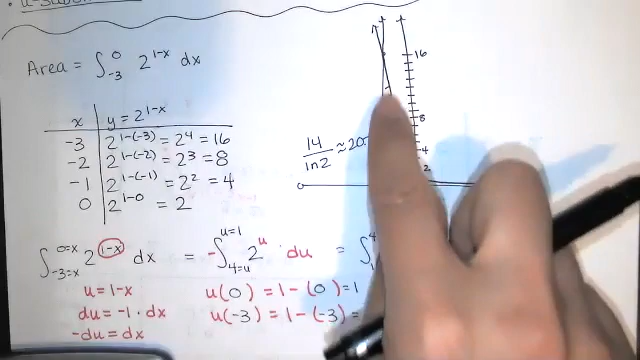 Area = ∫₋₃⁰ 2^(1-x) dx
x | y = 2^(1-x)
-3 | 2^(1-(-3)) = 2^4 = 16
-2 | 2^(1-(-2)) = 2^3 = 8
-1 | 2^(1-(-1)) = 2^2 = 4
0 | 2^(1-0) = 2
16
8
4
2
14/ln2 ≈ 20.
∫_(-3=x)^(0=x) 2^(1-x) dx = -∫_(4=u)^(u=1) 2^u · du = ∫₁⁴
u = 1-x
u(0) = 1-(0) = 1
du = -1 · dx
u(-3) = 1-(-3) =
-du = dx